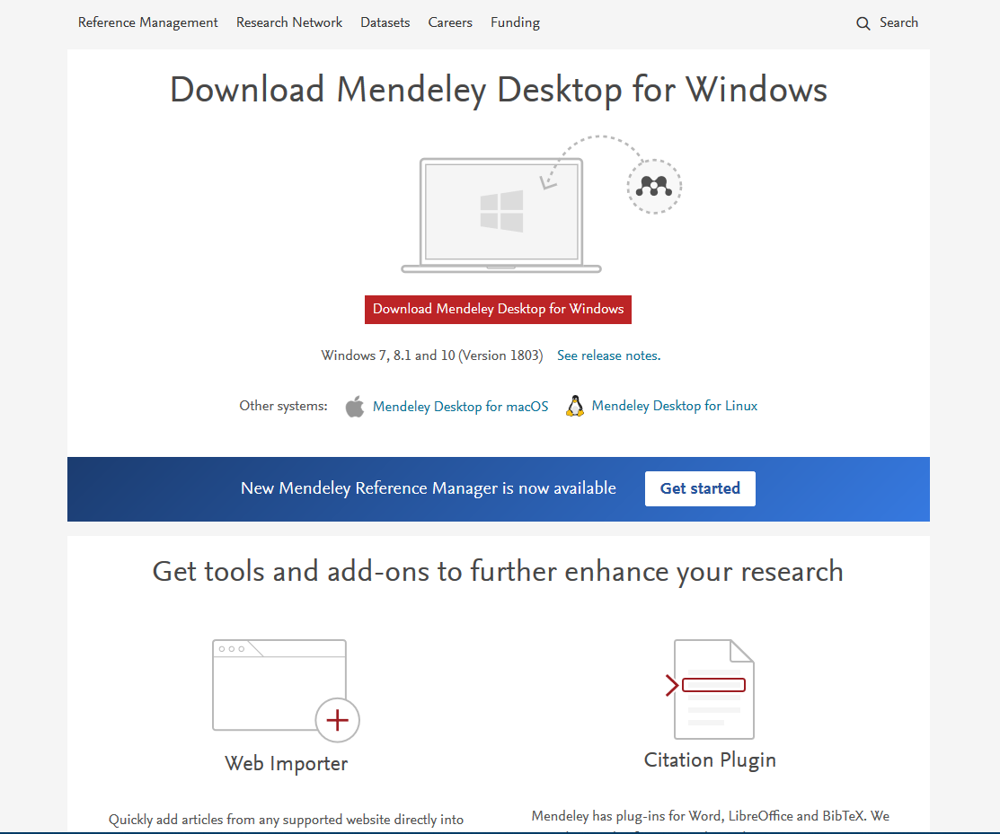 Reference Management Research Network Datasets Careers Funding Search
Download Mendeley Desktop for Windows
Download Mendeley Desktop for Windows
Windows 7, 8.1 and 10 (Version 1803) See release notes.
Other systems: Mendeley Desktop for macOS Mendeley Desktop for Linux
New Mendeley Reference Manager is now available Get started
Get tools and add-ons to further enhance your research
Web Importer
Quickly add articles from any supported website directly into
Citation Plugin
Mendeley has plug-ins for Word, LibreOffice and BibTeX. We